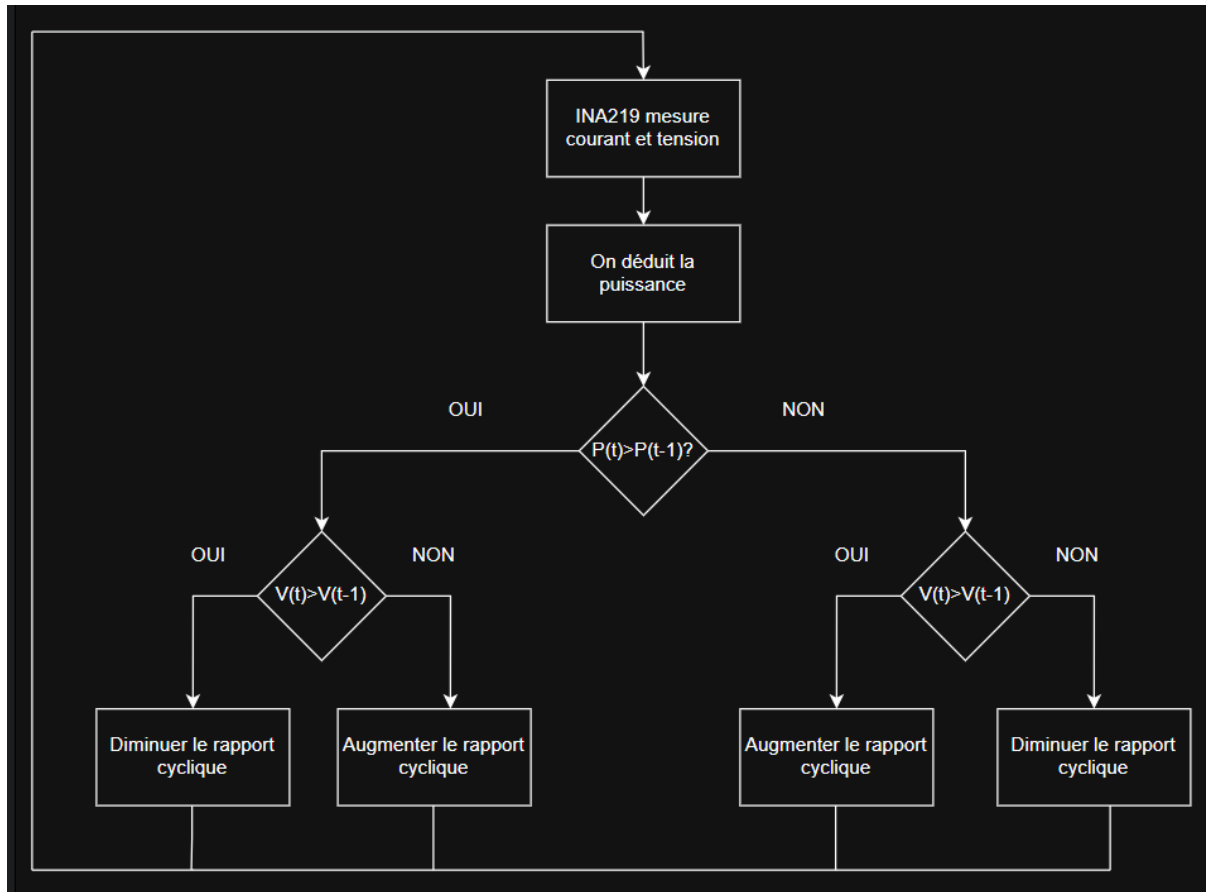 INA219 mesure
courant et tension
On déduit la
puissance
OUI
NON
P(t)>P(t-1)?
OUI
NON
OUI
NON
V(t)>V(t-1)
V(t)>V(t-1)
Diminuer le rapport
cyclique
Augmenter le rapport
cyclique
Augmenter le rapport
cyclique
Diminuer le rapport
cyclique